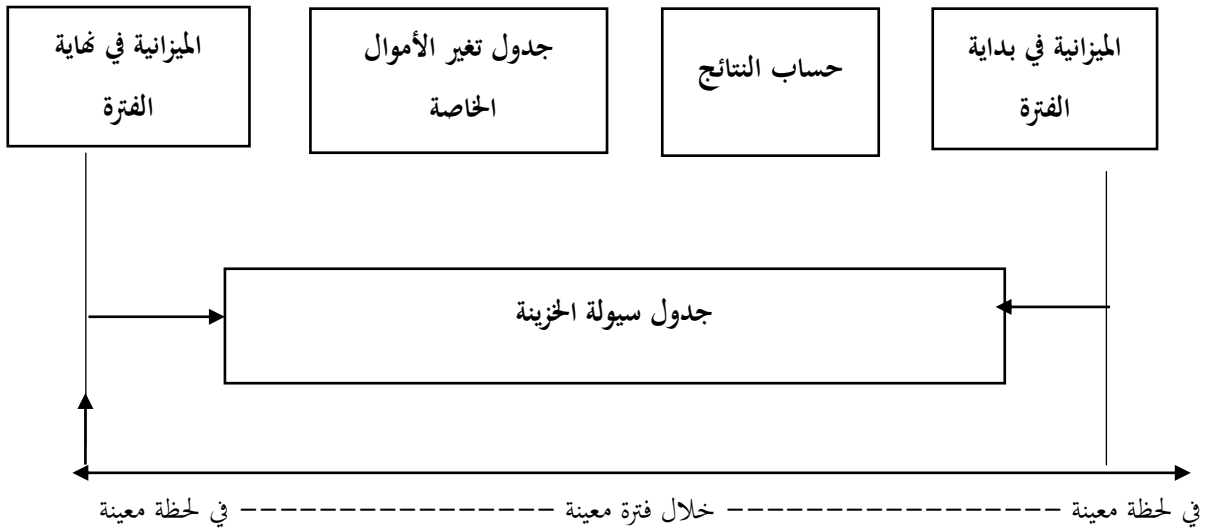 الميزانية في بداية
الفترة
حساب النتائج
جدول تغير الأموال
الخاصة
الميزانية في نهاية
الفترة
جدول سيولة الخزينة
في لحظة معينة ---------------- خلال فترة معينة ---------------- في لحظة معينة